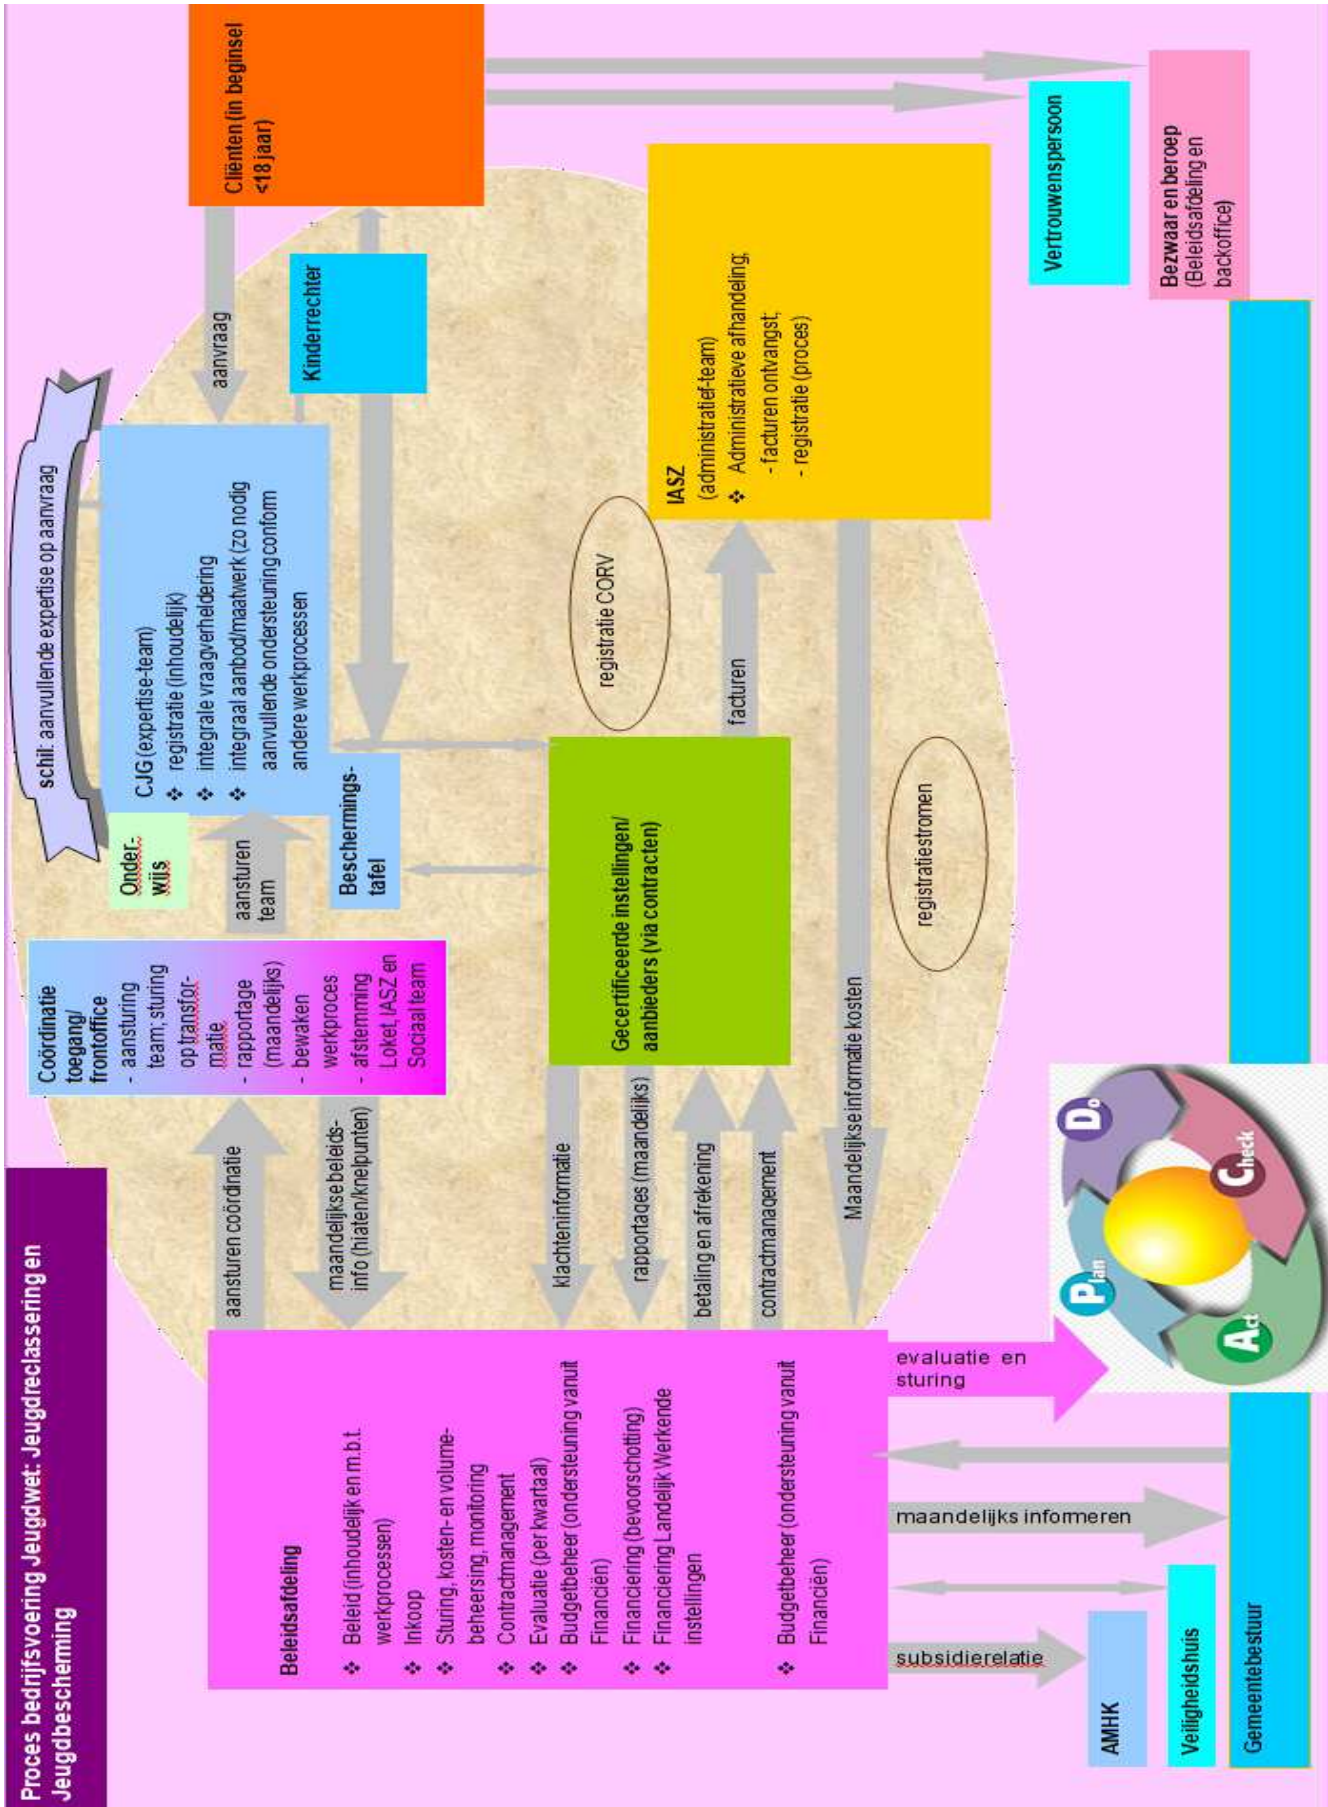 Proces bedrijfsvoering Jeugdwet: Jeugdreclassering en
Jeugdbescherming
schil: aanvullende expertise op aanvraag
Coördinatie
toegang/
frontoffice
- aansturing
team; sturing
op transfor-
matie
- rapportage
(maandelijks)
- bewaken
werkproces
- afstemming
Loket, IASZ en
Sociaal team
Onder-
wijs
aansturen
team
CJG (expertise-team)
❖ registratie (inhoudelijk)
❖ integrale vraagverheldering
❖ integraal aanbod/maatwerk (zo nodig
aanvullende ondersteuning conform
andere werkprocessen
aanvraag
Cliënten (in beginsel
<18 jaar)
Kinderrechter
Beschermings-
tafel
aansturen coördinatie
maandelijkse beleids-
info (hiaten/knelpunten)
Beleidsafdeling
❖ Beleid (inhoudelijk en m.b.t.
werkprocessen)
❖ Inkoop
❖ Sturing, kosten- en volume-
beheersing, monitoring
❖ Contractmanagement
❖ Evaluatie (per kwartaal)
❖ Budgetbeheer (ondersteuning vanuit
Financiën)
❖ Financiering (bevoorschotting)
❖ Financiering Landelijk Werkende
instellingen
❖ Budgetbeheer (ondersteuning vanuit
Financiën)
klachteninformatie
rapportages (maandelijks)
betaling en afrekening
contractmanagement
Gecertificeerde instellingen/
aanbieders (via contracten)
registratie CORV
facturen
IASZ
(administratief-team)
❖ Administratieve afhandeling;
- facturen ontvangst;
- registratie (proces)
Maandelijkse informatie kosten
registratiestromen
subsidierelatie
maandelijks informeren
evaluatie en
sturing
Plan
Do
Check
Act
AMHK
Veiligheidshuis
Gemeentebestuur
Vertrouwenspersoon
Bezwaar en beroep
(Beleidsafdeling en
backoffice)